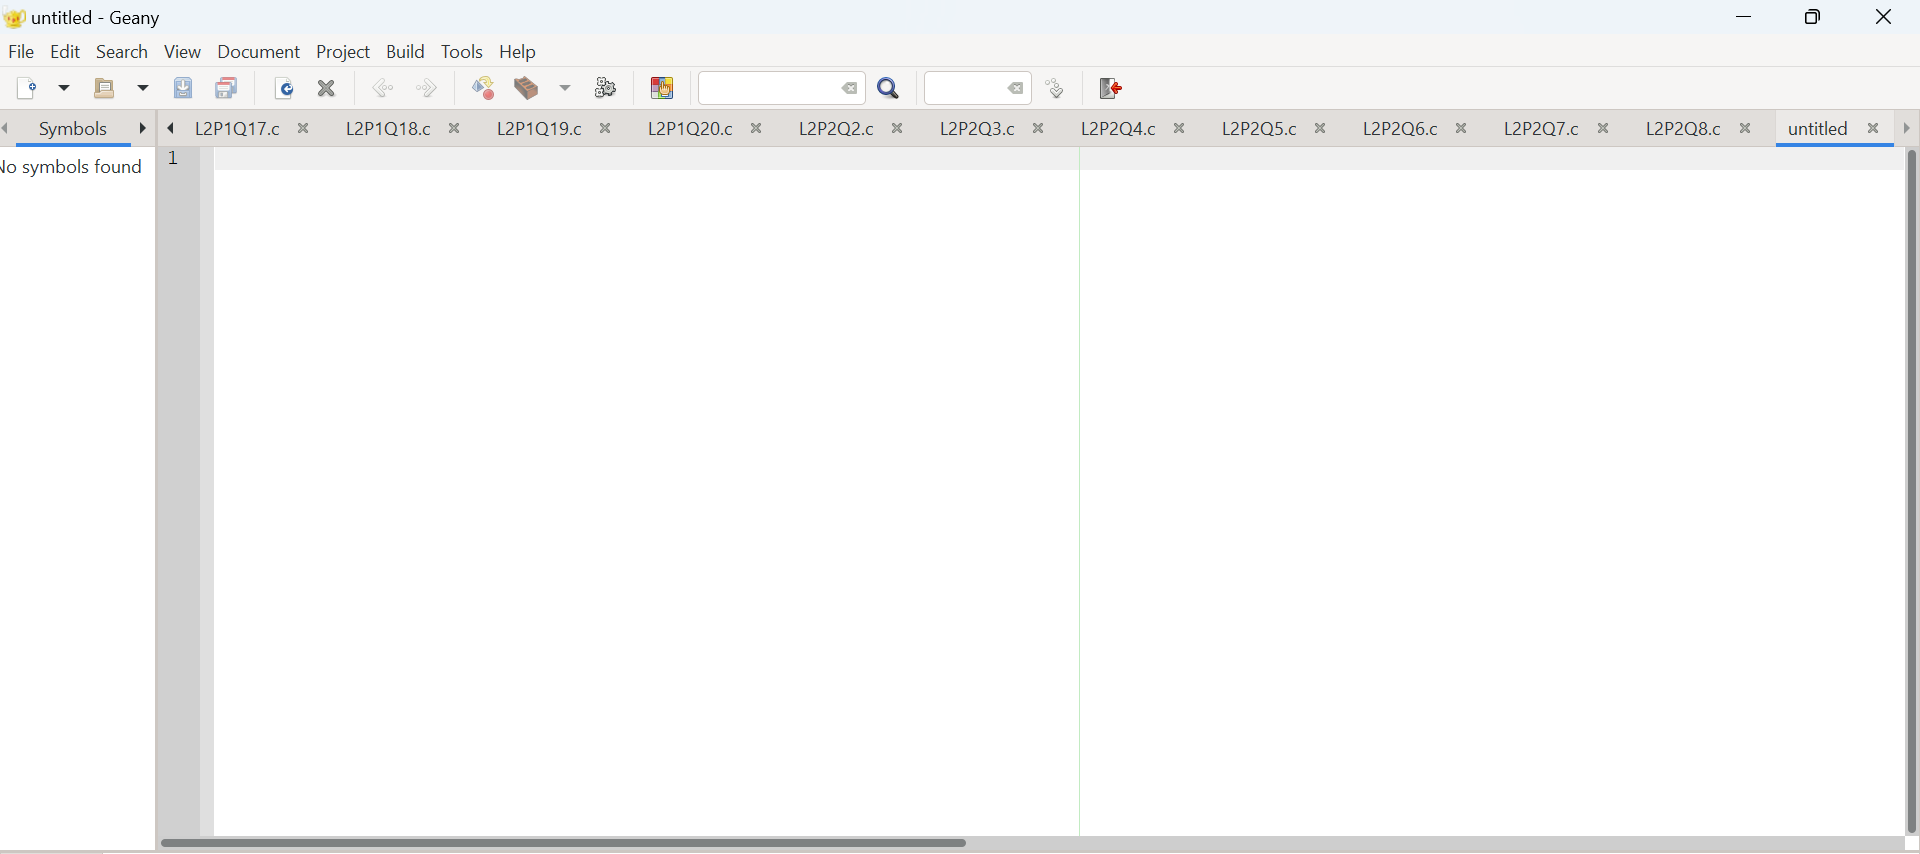 untitled - Geany
File Edit Search View Document Project Build Tools Help
Symbols L2P1Q17.c L2P1Q18.c L2P1Q19.c L2P1Q20.c L2P2Q2.c L2P2Q3.c L2P2Q4.c L2P2Q5.c L2P2Q6.c L2P2Q7.c L2P2Q8.c untitled
1
No symbols found